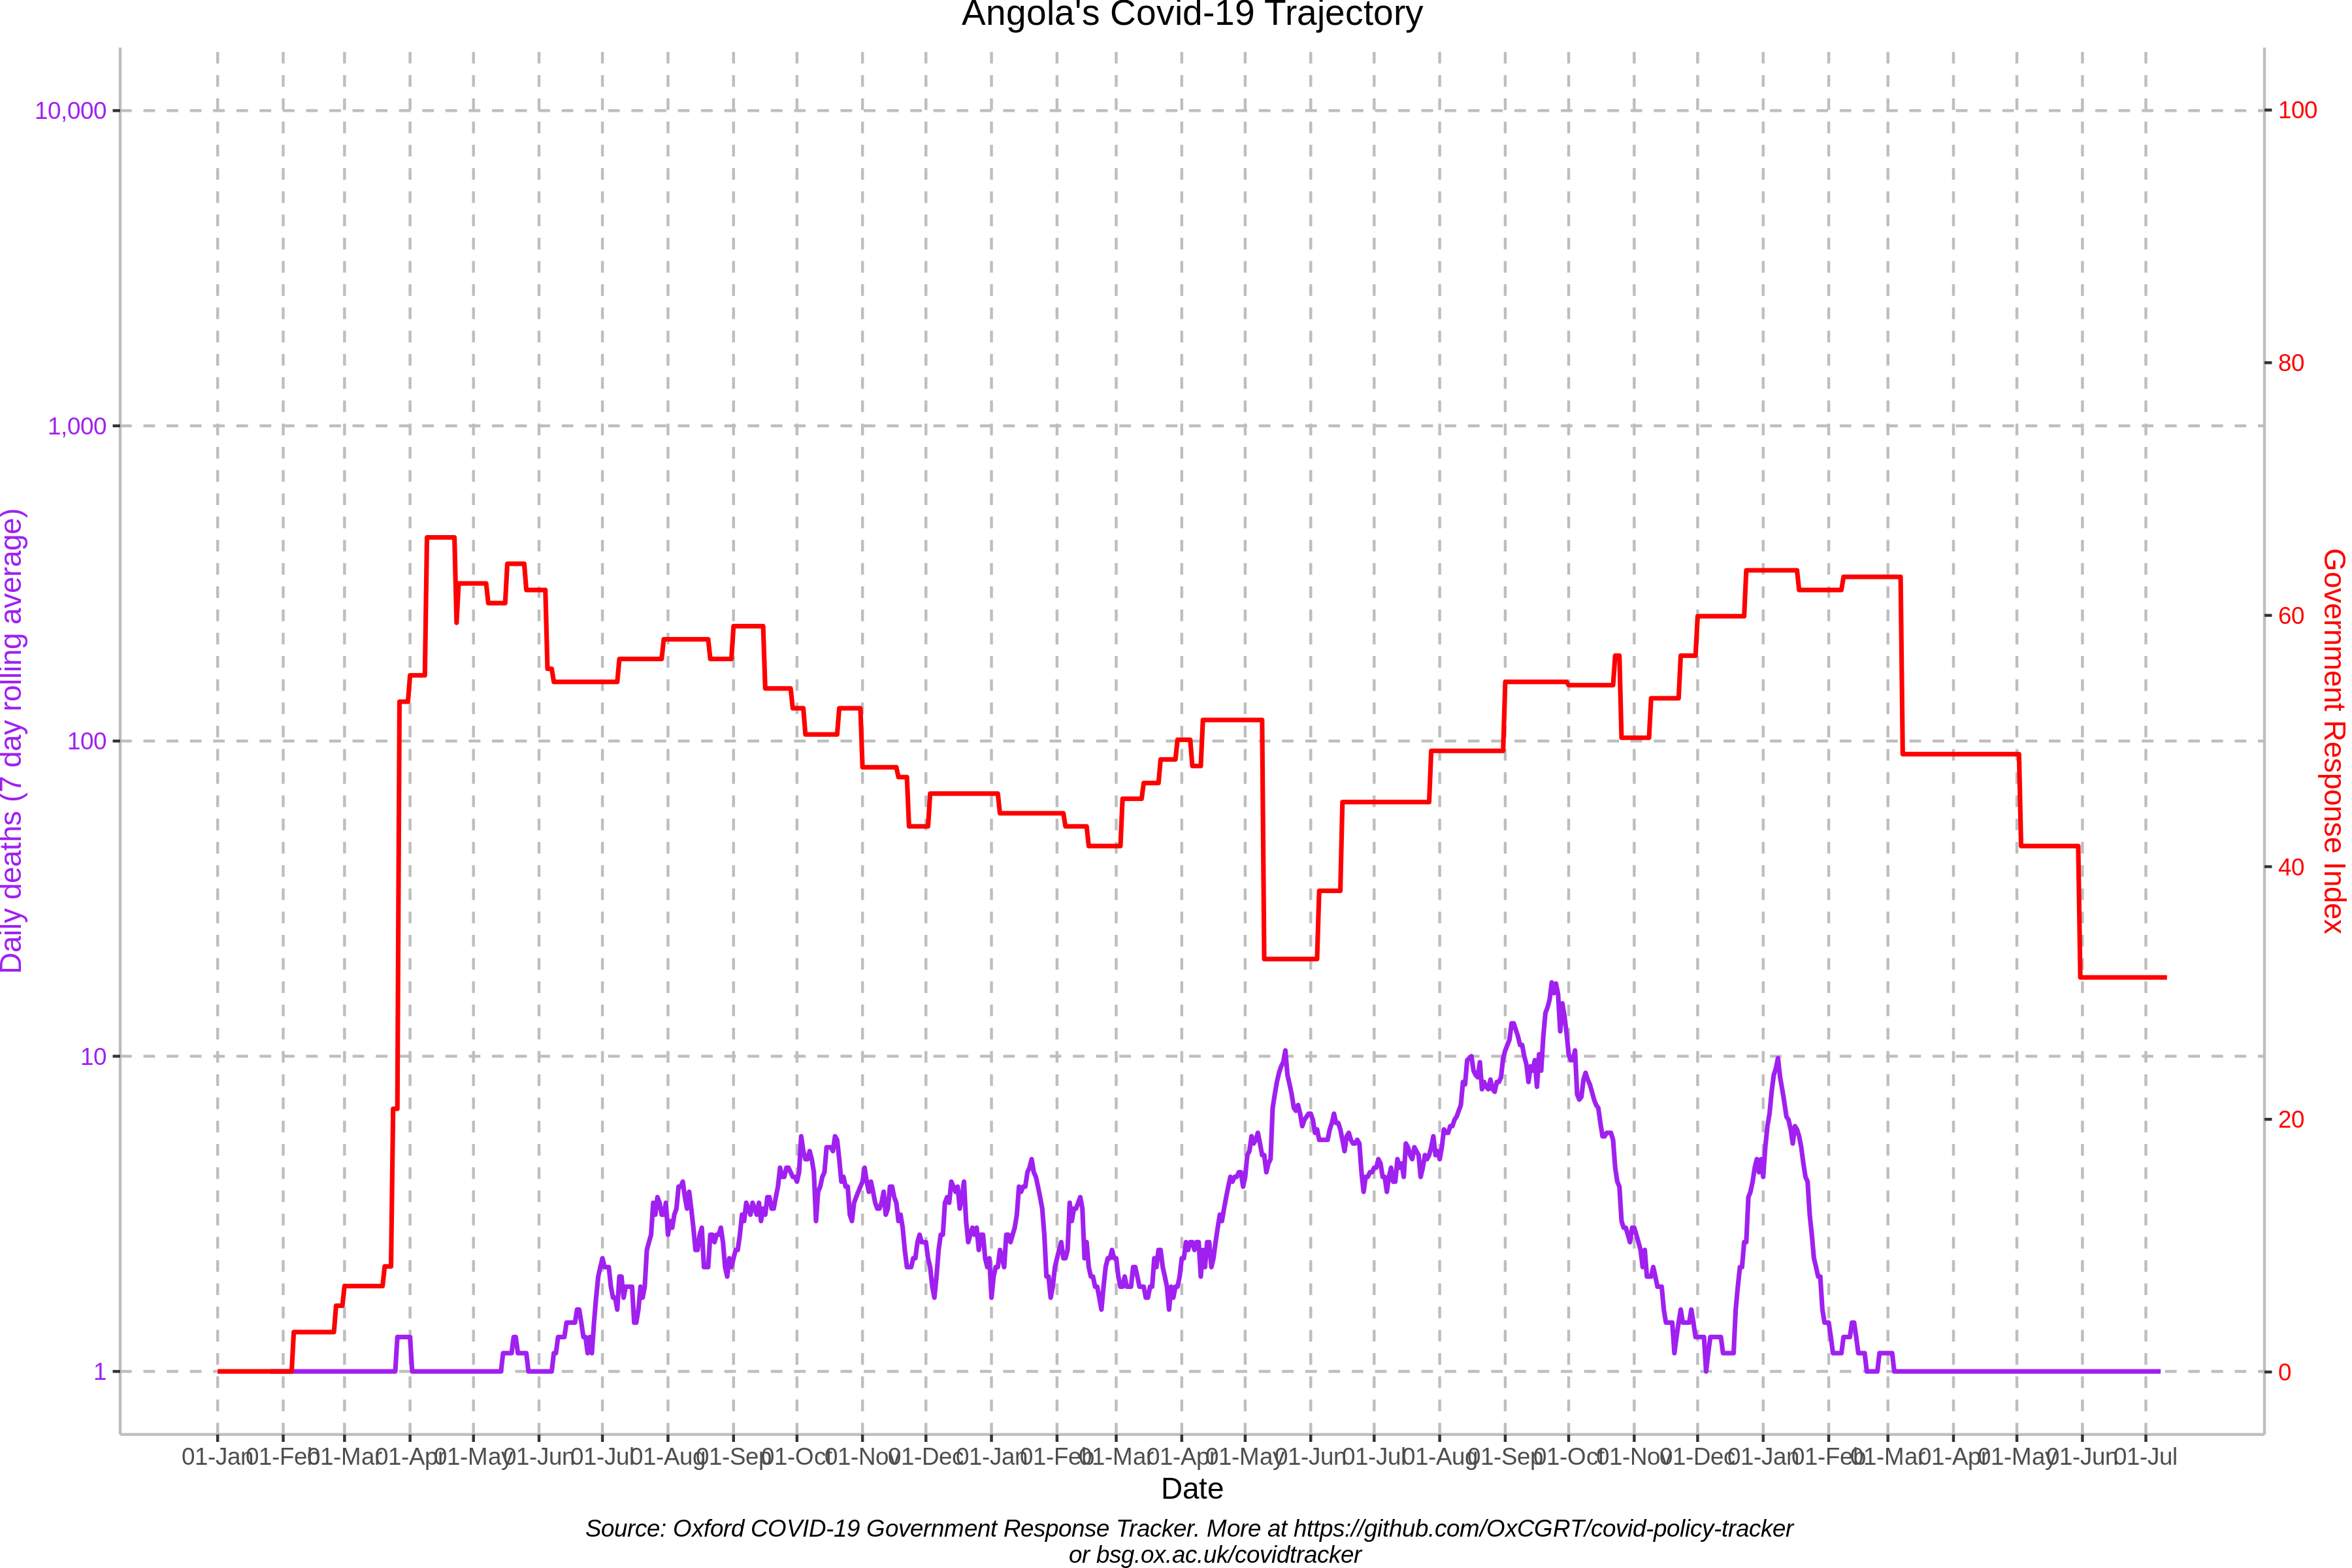 Angola's Covid-19 Trajectory
10,000
1,000
100
10
1
Daily deaths (7 day rolling average)
100
80
60
40
20
0
Government Response Index
01-Jan 01-Feb 01-Mar 01-Apr 01-May 01-Jun 01-Jul 01-Aug 01-Sep 01-Oct 01-Nov 01-Dec 01-Jan 01-Feb 01-Mar 01-Apr 01-May 01-Jun 01-Jul 01-Aug 01-Sep 01-Oct 01-Nov 01-Dec 01-Jan 01-Feb 01-Mar 01-Apr 01-May 01-Jun 01-Jul
Date
Source: Oxford COVID-19 Government Response Tracker. More at https://github.com/OxCGRT/covid-policy-tracker
or bsg.ox.ac.uk/covidtracker